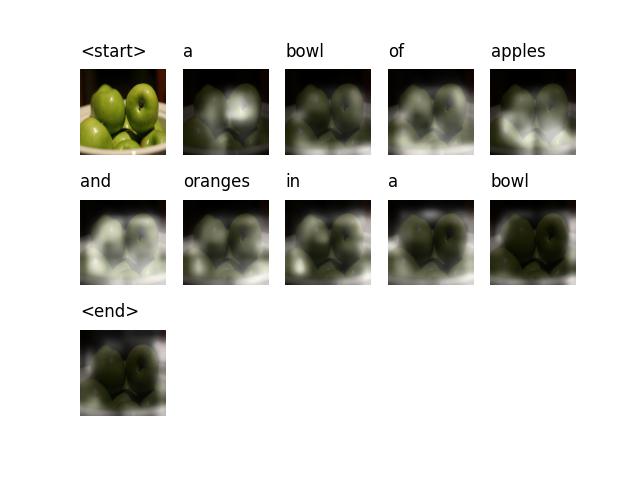 <start> a bowl of apples
and oranges in a bowl
<end>